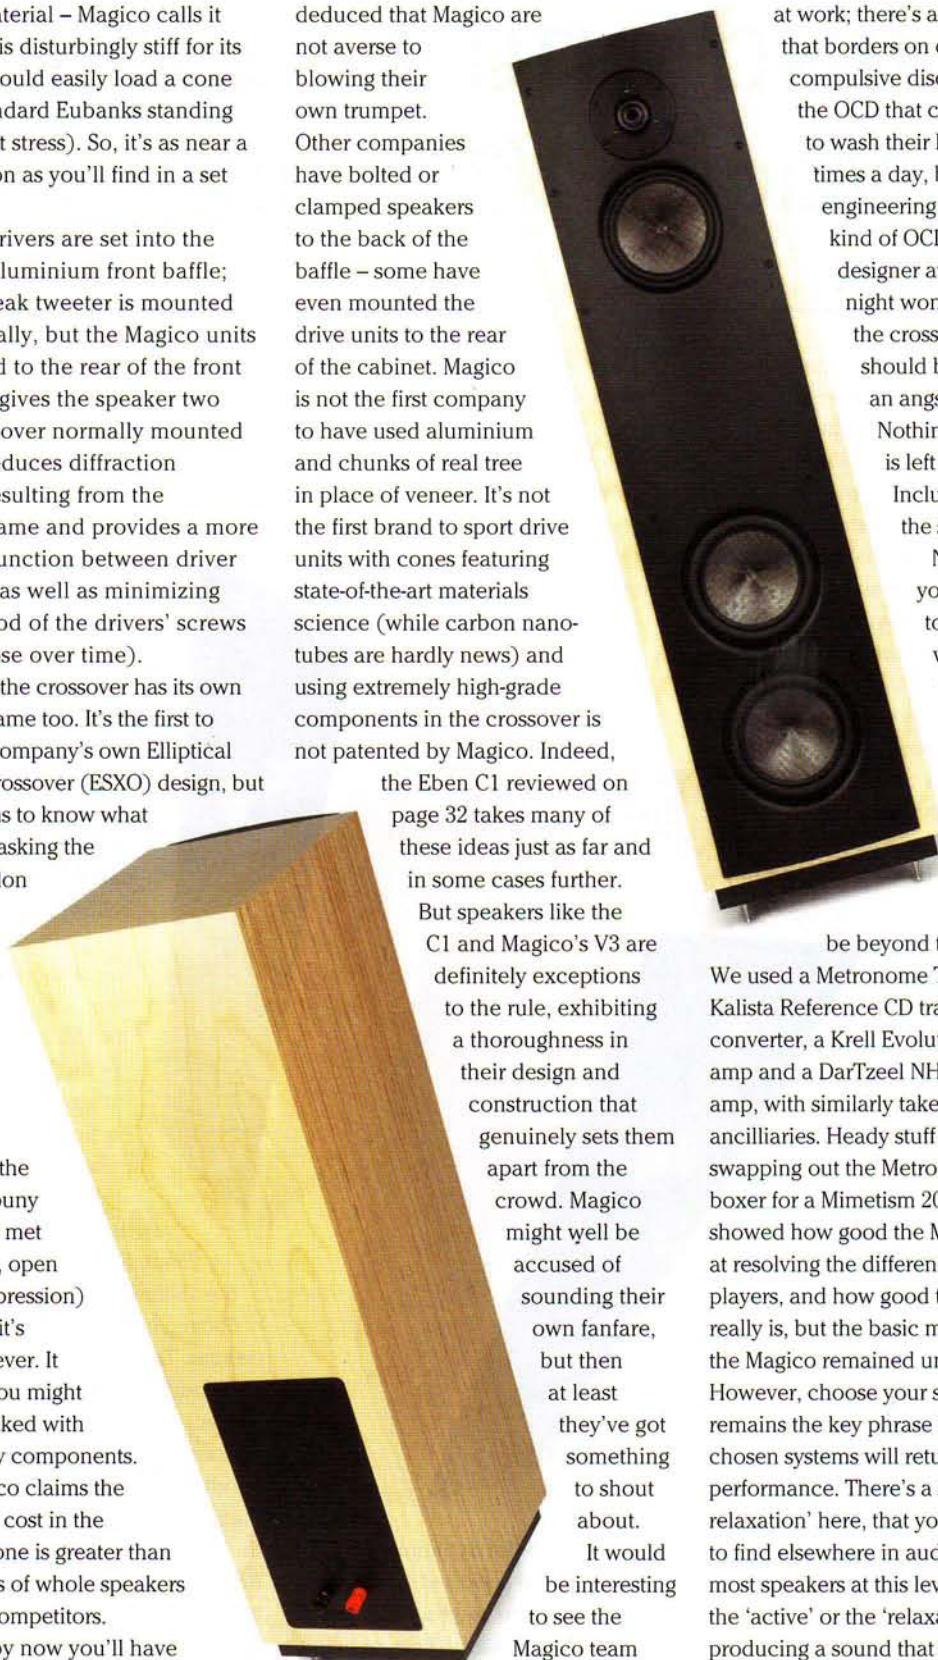 terial – Magico calls it
is disturbingly stiff for its
ould easily load a cone
ndard Eubanks standing
t stress). So, it's as near a
on as you'll find in a set
rivers are set into the
luminium front baffle;
eak tweeter is mounted
ally, but the Magico units
d to the rear of the front
gives the speaker two
over normally mounted
duces diffraction
esulting from the
ame and provides a more
unction between driver
as well as minimizing
od of the drivers' screws
se over time).
the crossover has its own
ame too. It's the first to
ompany's own Elliptical
rossover (ESXO) design, but
s to know what
asking the
on
the
ouny
met
, open
pression)
it's
ever. It
ou might
ked with
y components.
co claims the
cost in the
one is greater than
s of whole speakers
ompetitors.
by now you'll have
deduced that Magico are
not averse to
blowing their
own trumpet.
Other companies
have bolted or
clamped speakers
to the back of the
baffle – some have
even mounted the
drive units to the rear
of the cabinet. Magico
is not the first company
to have used aluminium
and chunks of real tree
in place of veneer. It's not
the first brand to sport drive
units with cones featuring
state-of-the-art materials
science (while carbon nano-
tubes are hardly news) and
using extremely high-grade
components in the crossover is
not patented by Magico. Indeed,
the Eben C1 reviewed on
page 32 takes many of
these ideas just as far and
in some cases further.
But speakers like the
C1 and Magico's V3 are
definitely exceptions
to the rule, exhibiting
a thoroughness in
their design and
construction that
genuinely sets them
apart from the
crowd. Magico
might well be
accused of
sounding their
own fanfare,
but then
at least
they've got
something
to shout
about.
It would
be interesting
to see the
Magico team
at work; there's a
that borders on
compulsive diso
the OCD that c
to wash their
times a day,
engineering
kind of OCD
designer a
night won
the cross
should b
an angs
Nothin
is left
Inclu
the
N
yo
to
be beyond
We used a Metronome
Kalista Reference CD tra
converter, a Krell Evolu
amp and a DarTzeel NH
amp, with similarly take
ancilliaries. Heady stuff
swapping out the Metro
boxer for a Mimetism 20
showed how good the M
at resolving the differen
players, and how good
really is, but the basic m
the Magico remained un
However, choose your s
remains the key phrase
chosen systems will retu
performance. There's a
relaxation' here, that yo
to find elsewhere in aud
most speakers at this lev
the 'active' or the 'relaxa
producing a sound that